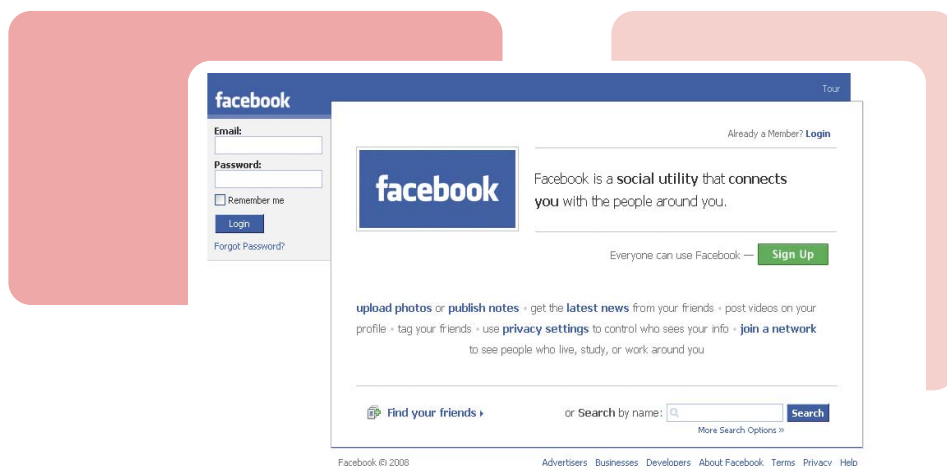 facebook
Tour
Email:
Password:
Remember me
Login
Forgot Password?
Already a Member? Login
facebook
Facebook is a social utility that connects
you with the people around you.
Everyone can use Facebook — Sign Up
upload photos or publish notes • get the latest news from your friends • post videos on your
profile • tag your friends • use privacy settings to control who sees your info • join a network
to see people who live, study, or work around you
Find your friends ▸
or Search by name: Search
More Search Options »
Facebook © 2008
Advertisers Businesses Developers About Facebook Terms Privacy Help